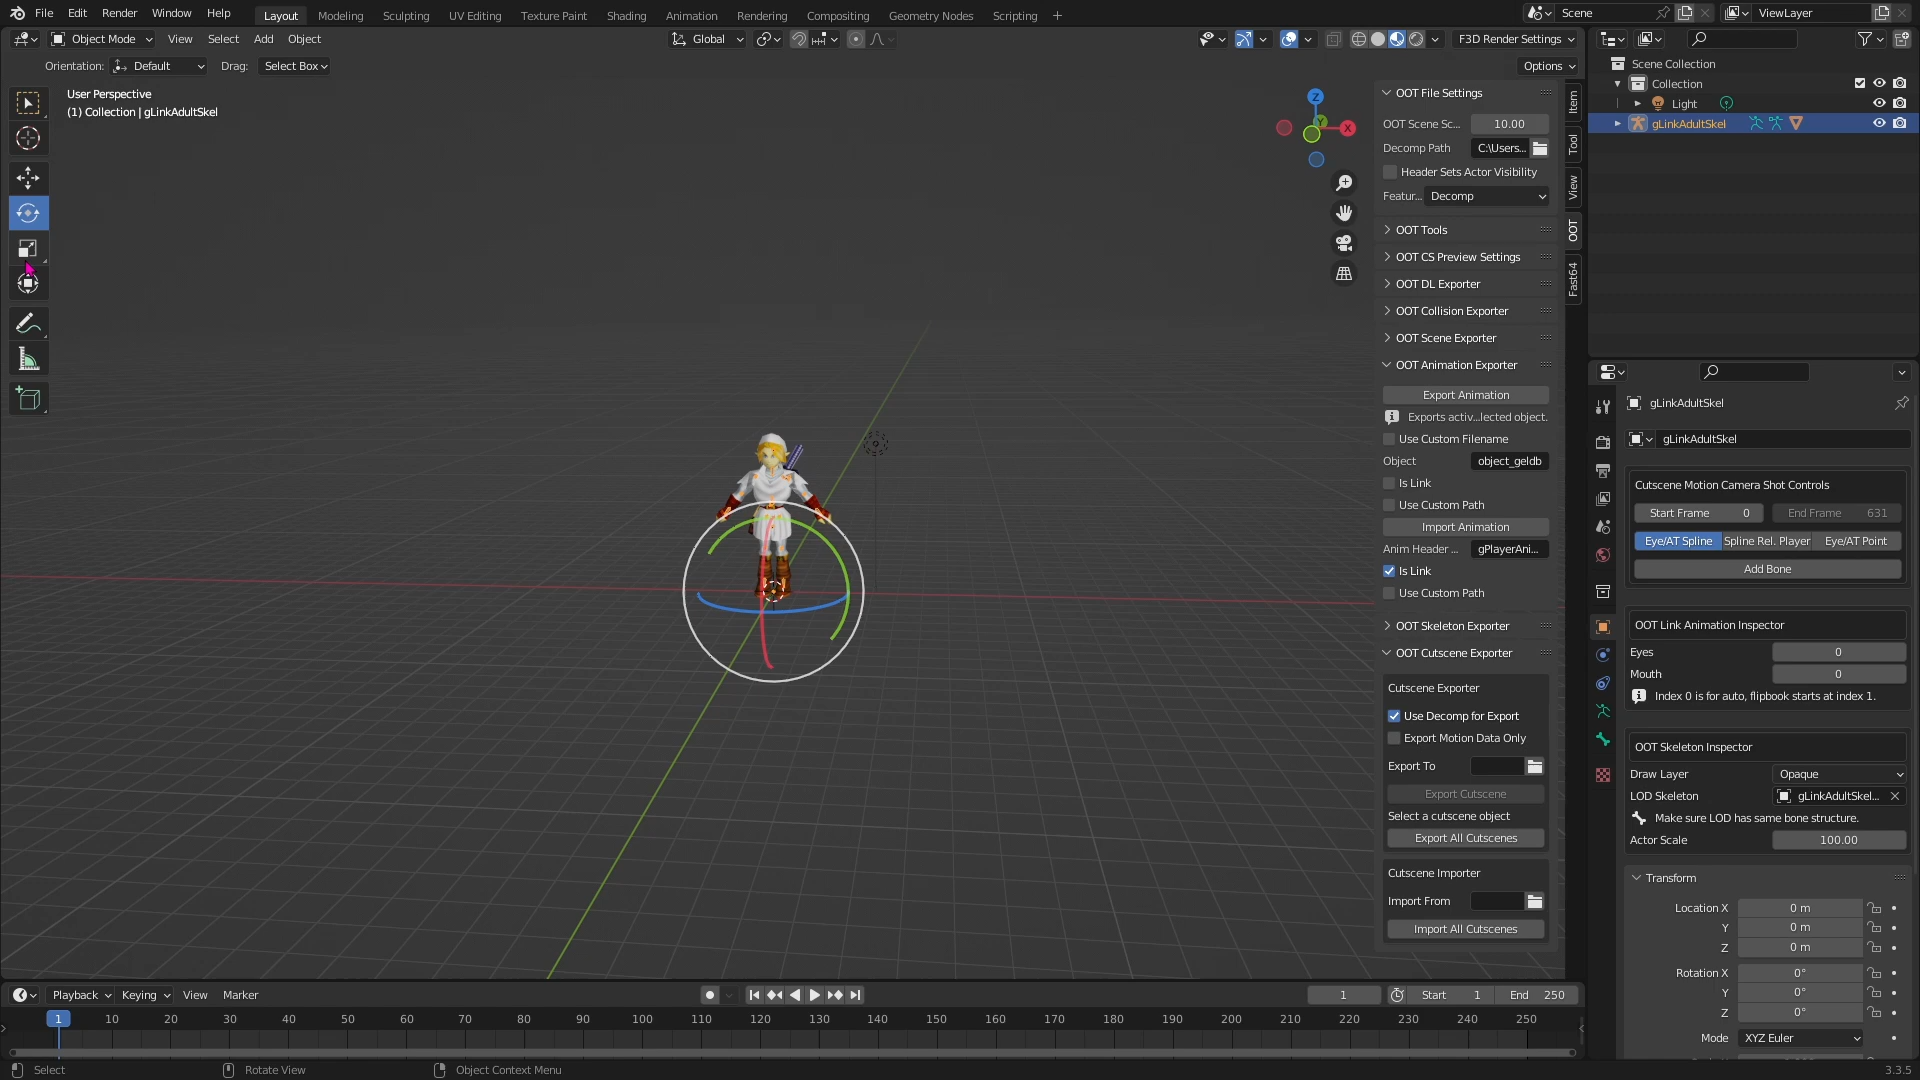 File Edit Render Window Help Layout Modeling Sculpting UV Editing Texture Paint Shading Animation Rendering Compositing Geometry Nodes Scripting Scene ViewLayer
Object Mode View Select Add Object Global F3D Render Settings
Orientation: Default Drag: Select Box Options
User Perspective
(1) Collection | gLinkAdultSkel
Z
Y
X
OOT File Settings
OOT Scene Sc... 10.00
Decomp Path C:\Users...
Header Sets Actor Visibility
Featur... Decomp
OOT Tools
OOT CS Preview Settings
OOT DL Exporter
OOT Collision Exporter
OOT Scene Exporter
OOT Animation Exporter
Export Animation
Exports activ...lected object.
Use Custom Filename
Object object_geldb
Is Link
Use Custom Path
Import Animation
Anim Header ... gPlayerAni...
Is Link
Use Custom Path
OOT Skeleton Exporter
OOT Cutscene Exporter
Cutscene Exporter
Use Decomp for Export
Export Motion Data Only
Export To
Export Cutscene
Select a cutscene object
Export All Cutscenes
Cutscene Importer
Import From
Import All Cutscenes
Item
Tool
View
OOT
Fast64
Scene Collection
Collection
Light
gLinkAdultSkel
gLinkAdultSkel
gLinkAdultSkel
Cutscene Motion Camera Shot Controls
Start Frame 0 End Frame 631
Eye/AT Spline Spline Rel. Player Eye/AT Point
Add Bone
OOT Link Animation Inspector
Eyes 0
Mouth 0
Index 0 is for auto, flipbook starts at index 1.
OOT Skeleton Inspector
Draw Layer Opaque
LOD Skeleton gLinkAdultSkel...
Make sure LOD has same bone structure.
Actor Scale 100.00
Transform
Location X 0 m
Y 0 m
Z 0 m
Rotation X 0°
Y 0°
Z 0°
Mode XYZ Euler
Playback Keying View Marker 1 Start 1 End 250
1 10 20 30 40 50 60 70 80 90 100 110 120 130 140 150 160 170 180 190 200 210 220 230 240 250
Select Rotate View Object Context Menu 3.3.5